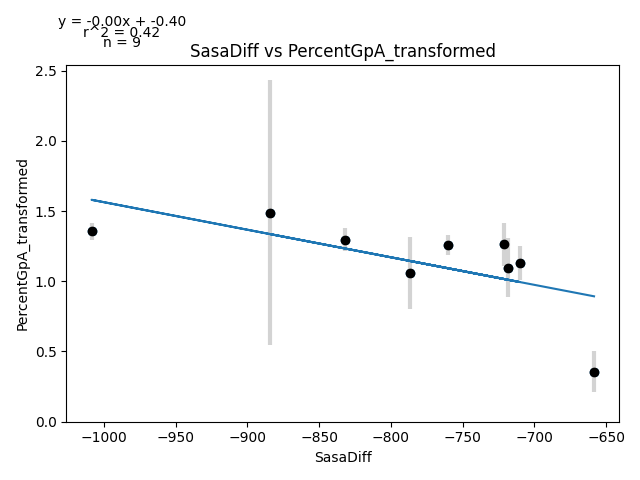 y = -0.00x + -0.40
r^2 = 0.42
n = 9
SasaDiff vs PercentGpA_transformed
PercentGpA_transformed
2.5
2.0
1.5
1.0
0.5
0.0
−1000
−950
−900
−850
−800
−750
−700
−650
SasaDiff